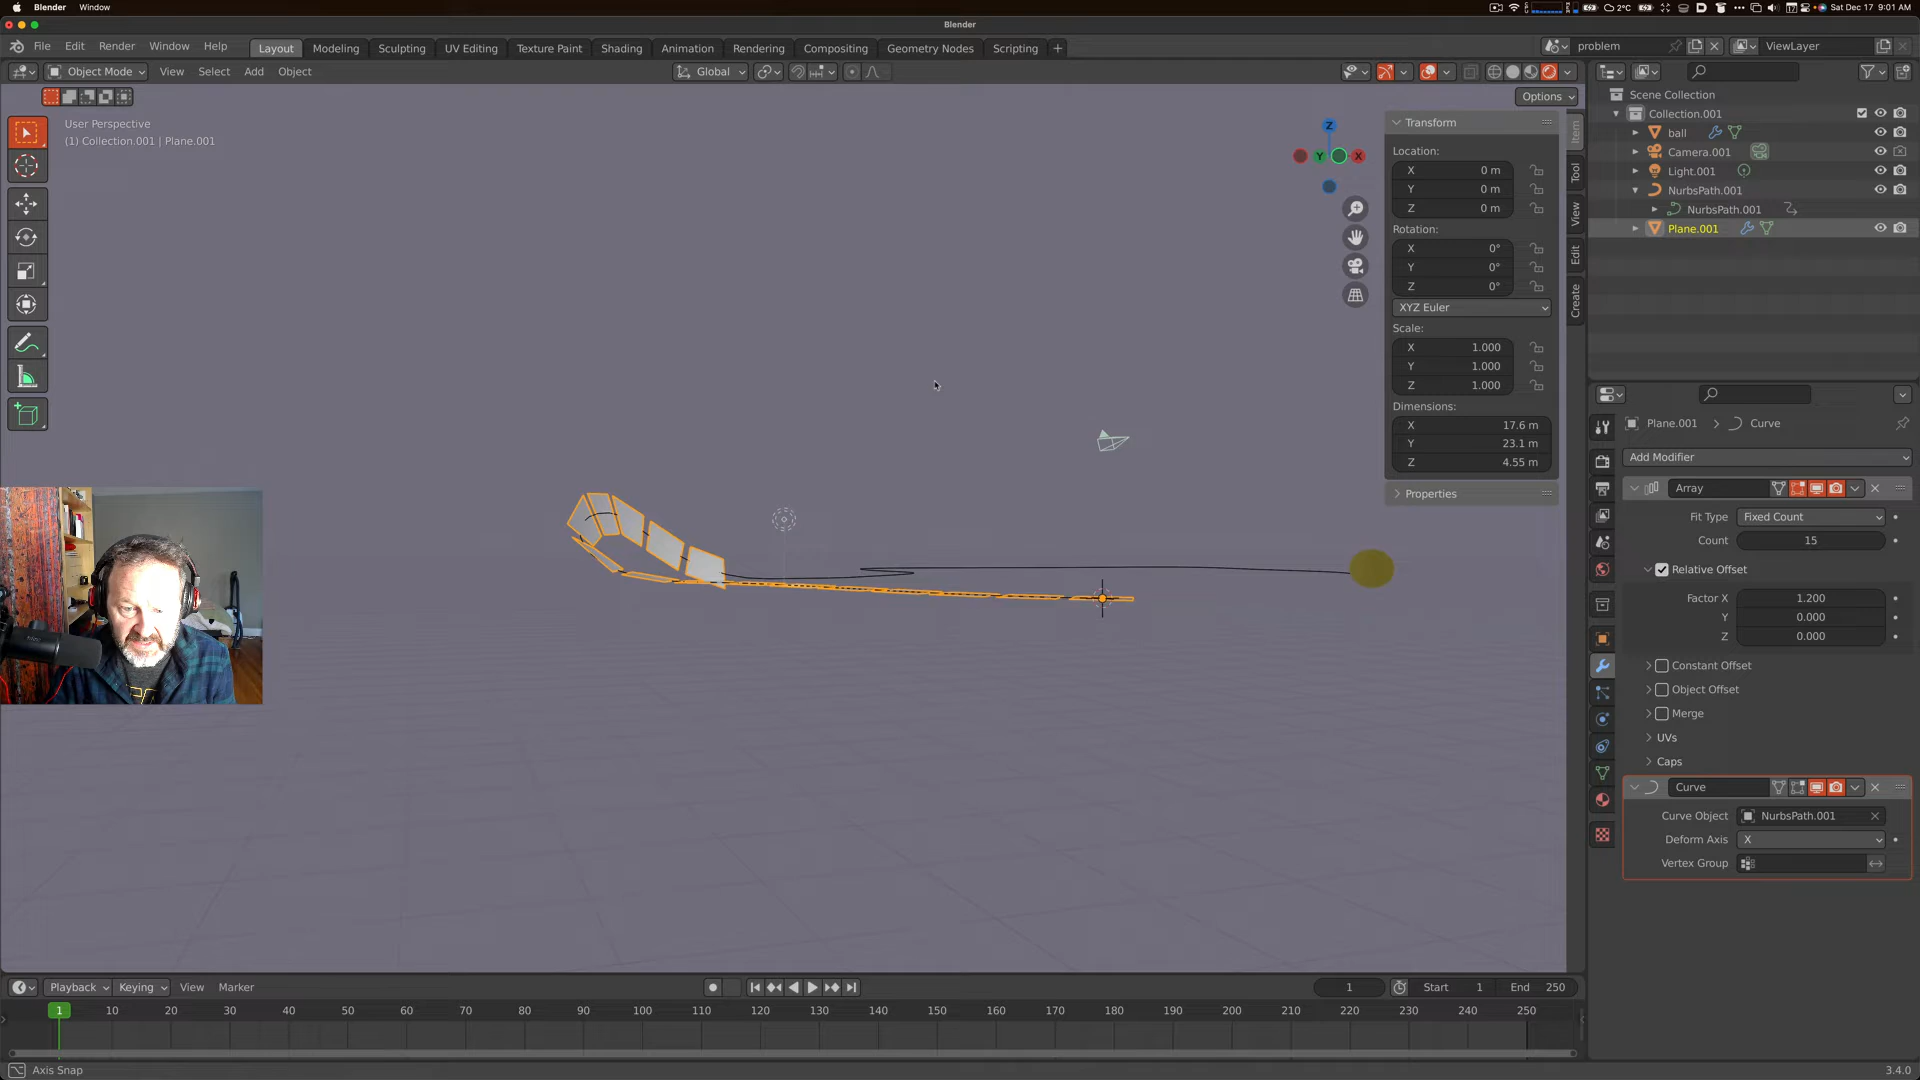 Blender Window
Sat Dec 17 9:01 AM
2°C
Blender
File Edit Render Window Help
Layout Modeling Sculpting UV Editing Texture Paint Shading Animation Rendering Compositing Geometry Nodes Scripting +
problem
ViewLayer
Object Mode View Select Add Object
Global
Options
User Perspective
(1) Collection.001 | Plane.001
Z
Y
X
Transform
Location:
X 0 m
Y 0 m
Z 0 m
Rotation:
X 0°
Y 0°
Z 0°
XYZ Euler
Scale:
X 1.000
Y 1.000
Z 1.000
Dimensions:
X 17.6 m
Y 23.1 m
Z 4.55 m
Properties
Item
Tool
View
Edit
Create
Scene Collection
Collection.001
ball
Camera.001
Light.001
NurbsPath.001
NurbsPath.001
Plane.001
Plane.001 > Curve
Add Modifier
Array
Fit Type Fixed Count
Count 15
Relative Offset
Factor X 1.200
Y 0.000
Z 0.000
Constant Offset
Object Offset
Merge
UVs
Caps
Curve
Curve Object NurbsPath.001
Deform Axis X
Vertex Group
Playback Keying View Marker
1 Start 1 End 250
1 10 20 30 40 50 60 70 80 90 100 110 120 130 140 150 160 170 180 190 200 210 220 230 240 250
Axis Snap
3.4.0